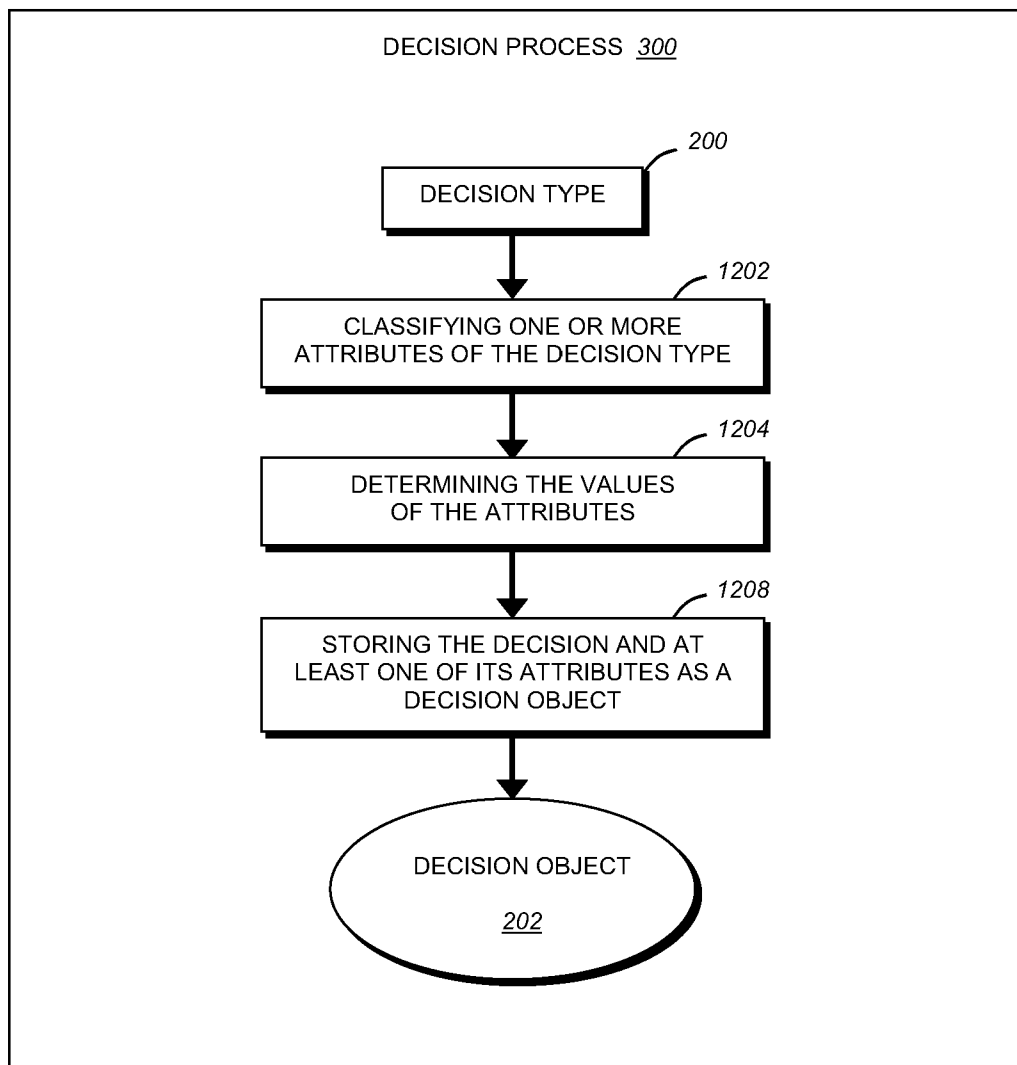 DECISION PROCESS 300
200
DECISION TYPE
1202
CLASSIFYING ONE OR MORE
ATTRIBUTES OF THE DECISION TYPE
1204
DETERMINING THE VALUES
OF THE ATTRIBUTES
1208
STORING THE DECISION AND AT
LEAST ONE OF ITS ATTRIBUTES AS A
DECISION OBJECT
DECISION OBJECT
202